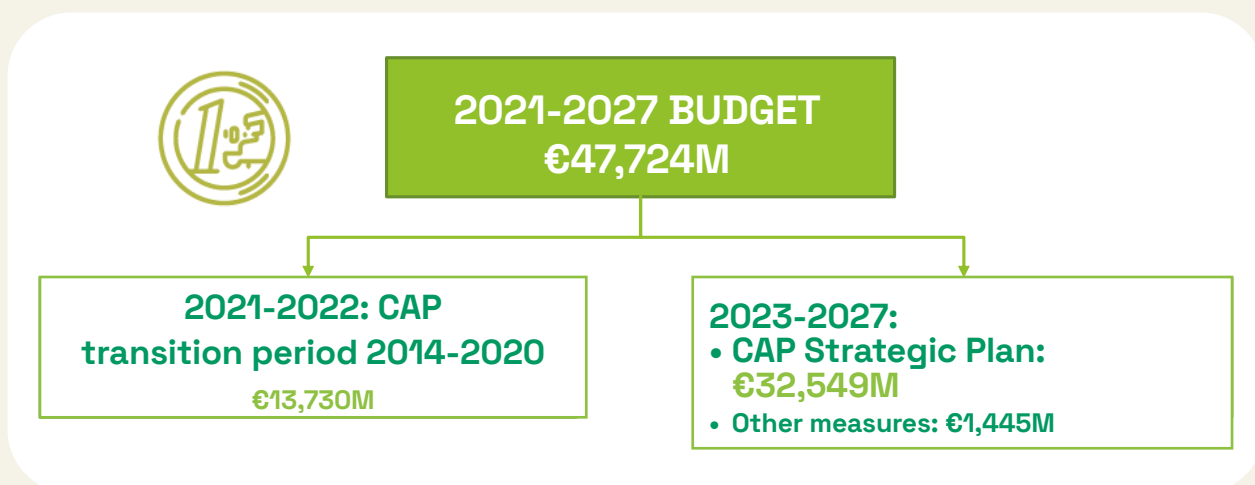 2021-2027 BUDGET
€47,724M
2021-2022: CAP
transition period 2014-2020
€13,730M
2023-2027:
• CAP Strategic Plan:
€32,549M
• Other measures: €1,445M
1